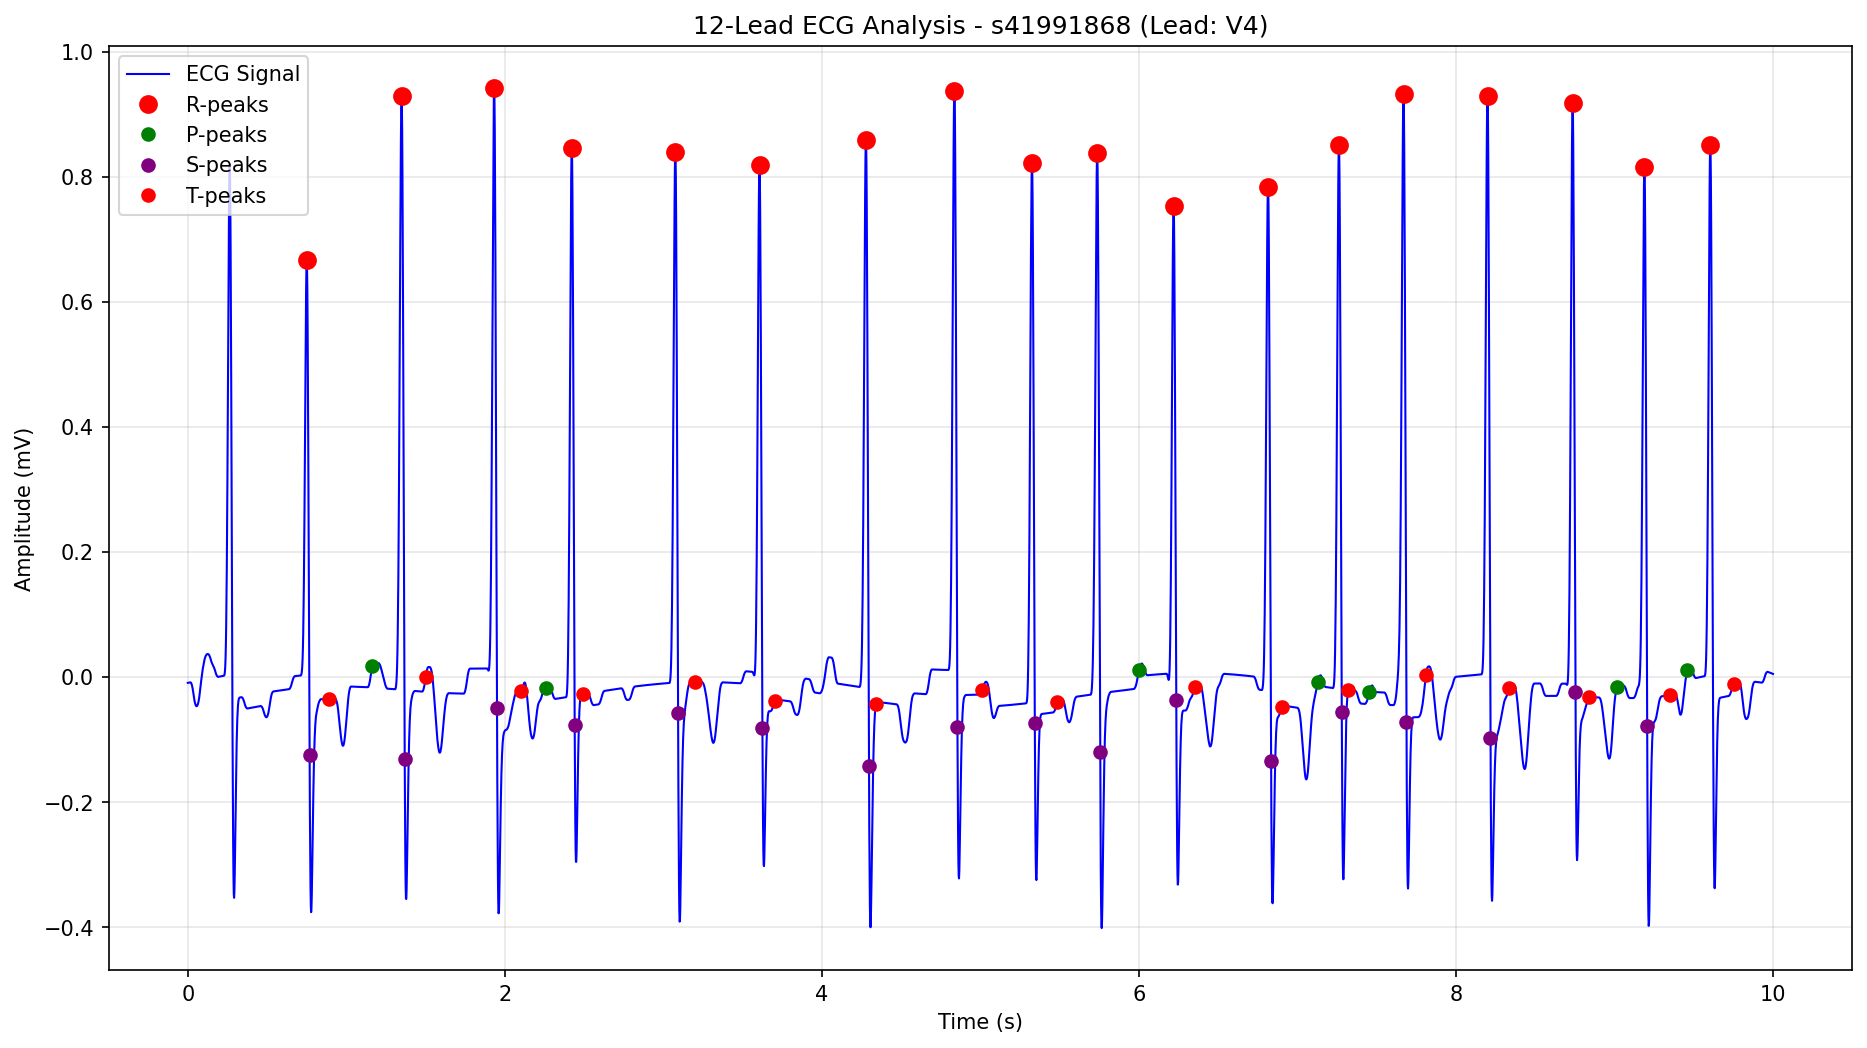 12-Lead ECG Analysis - s41991868 (Lead: V4)
ECG Signal
R-peaks
P-peaks
S-peaks
T-peaks
Amplitude (mV)
1.0
0.8
0.6
0.4
0.2
0.0
−0.2
−0.4
0 2 4 6 8 10
Time (s)